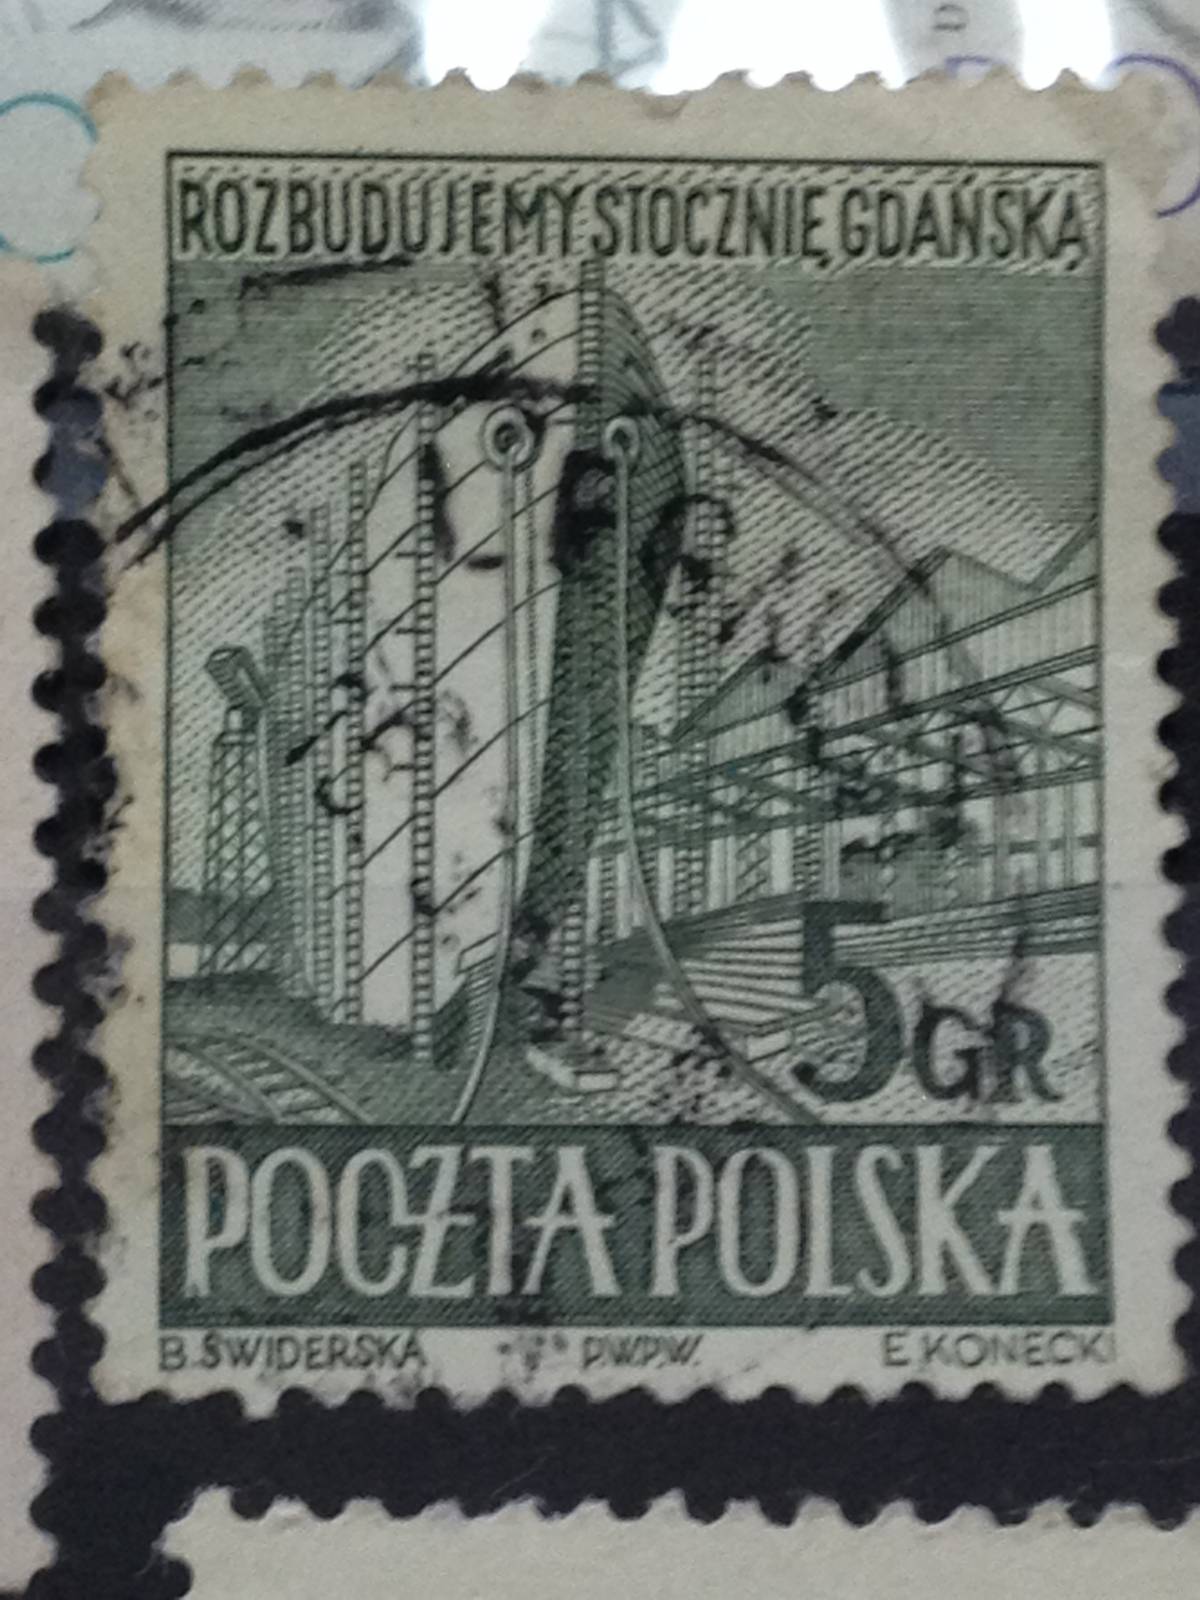 ROZBUDUJEMY STOCZNIĘ GDAŃSKĄ
5 GR
POCZTA POLSKA
B. ŚWIDERSKA P.W.P.W. E. KONECKI